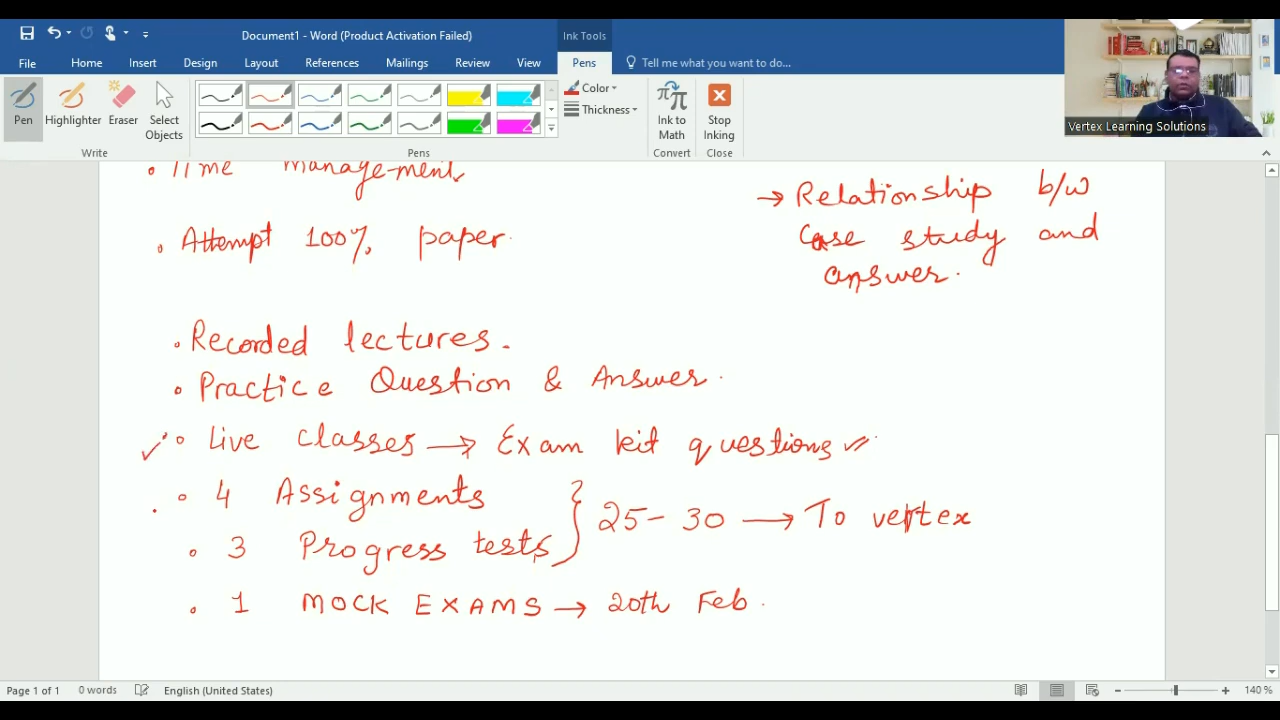 Document1 - Word (Product Activation Failed)
Ink Tools
File Home Insert Design Layout References Mailings Review View Pens Tell me what you want to do...
Pen Highlighter Eraser Select Objects
Color
Thickness
Ink to Math
Stop Inking
Write Pens Convert Close
Vertex Learning Solutions
• Time management
• Attempt 100% paper.
→ Relationship b/w
Case study and
answer.
• Recorded lectures.
• Practice Question & Answer.
✓ • Live classes → Exam kit questions ✓
• 4 Assignments
25 - 30 → To vertex
• 3 Progress tests
• 1 MOCK EXAMS → 20th Feb.
Page 1 of 1 0 words English (United States) 140 %